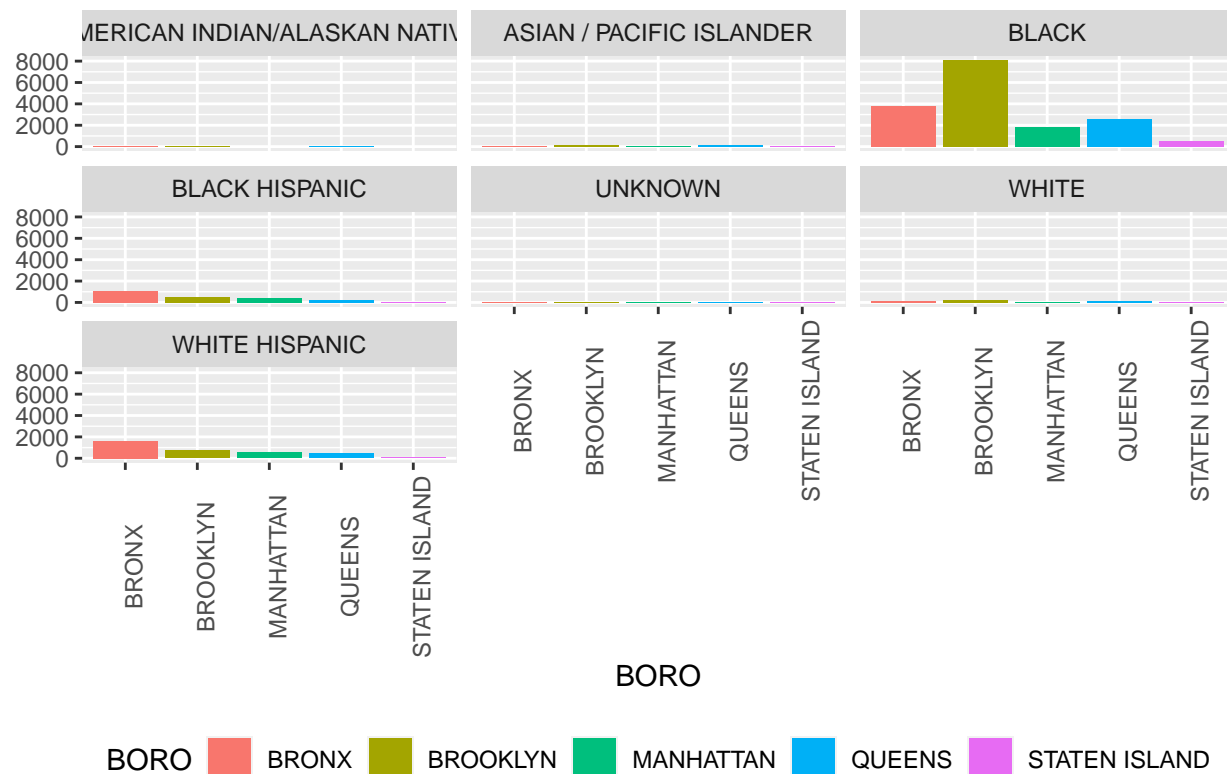 MERICAN INDIAN/ALASKAN NATIV
ASIAN / PACIFIC ISLANDER
BLACK
8000
6000
4000
2000
0
BLACK HISPANIC
UNKNOWN
WHITE
8000
6000
4000
2000
0
WHITE HISPANIC
8000
6000
4000
2000
0
BRONX
BROOKLYN
MANHATTAN
QUEENS
STATEN ISLAND
BRONX
BROOKLYN
MANHATTAN
QUEENS
STATEN ISLAND
BRONX
BROOKLYN
MANHATTAN
QUEENS
STATEN ISLAND
BORO
BORO BRONX BROOKLYN MANHATTAN QUEENS STATEN ISLAND